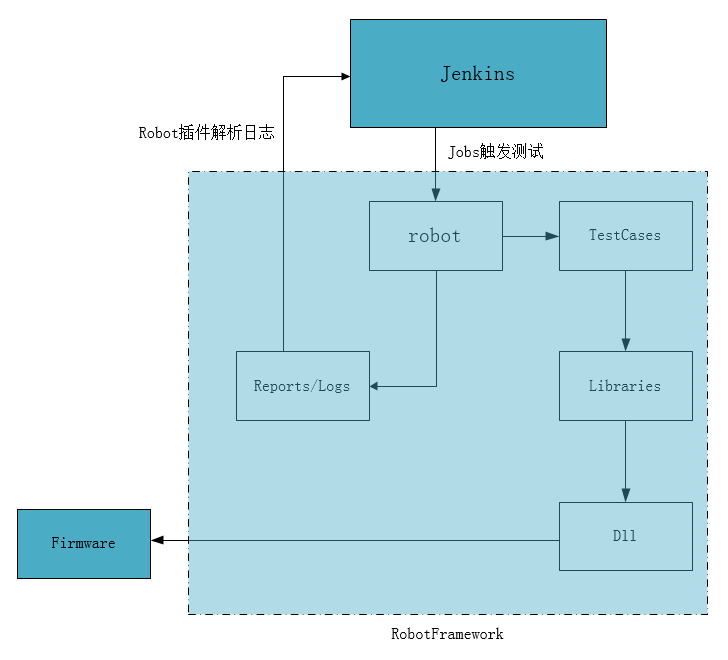 Jenkins
Robot插件解析日志
Jobs触发测试
robot
TestCases
Reports/Logs
Libraries
Firmware
Dll
RobotFramework